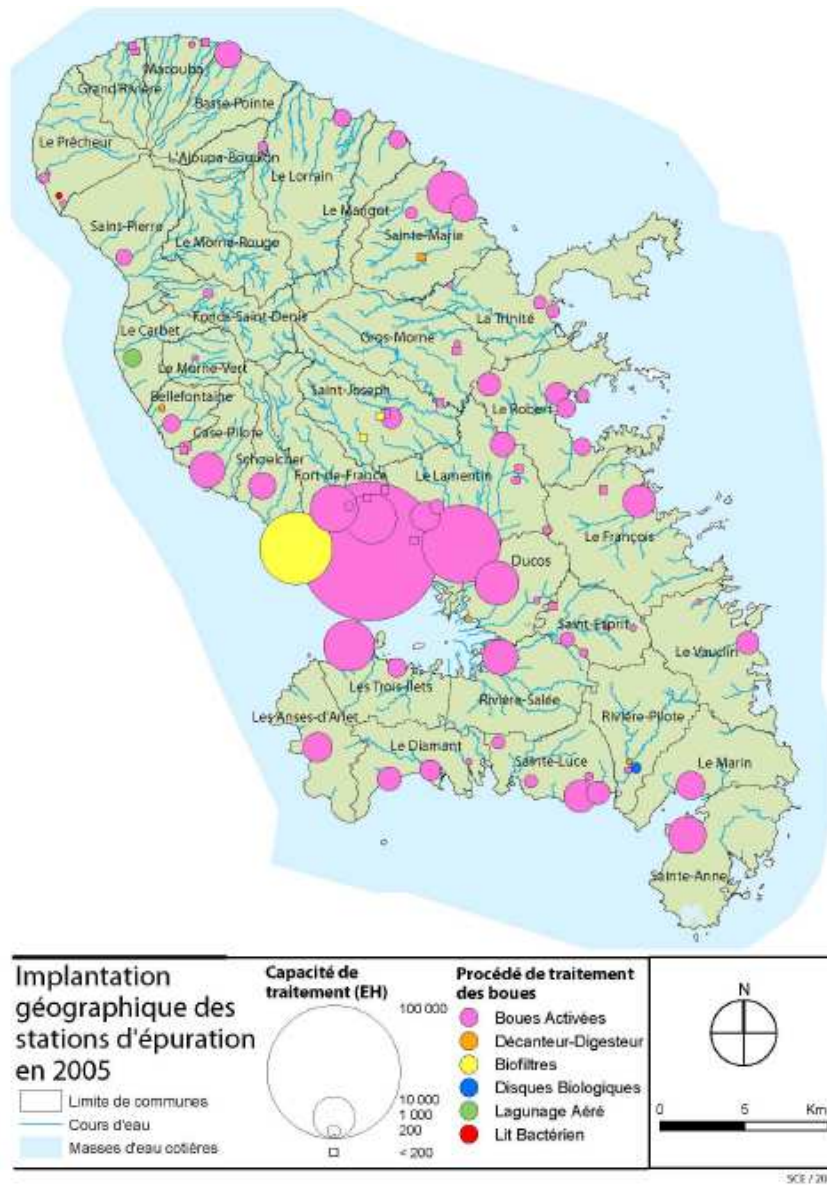 Macouba
Grand'Rivière
Basse-Pointe
Le Prêcheur
L'Ajoupa-Bouillon
Le Lorrain
Le Marigot
Saint-Pierre
Le Morne-Rouge
Sainte-Marie
Fonds-Saint-Denis
La Trinité
Le Carbet
Gros-Morne
Le Morne-Vert
Bellefontaine
Saint-Joseph
Le Robert
Case-Pilote
Schoelcher
Fort-de-France
Le Lamentin
Le François
Ducos
Saint-Esprit
Le Vauclin
Les Trois-Ilets
Rivière-Salée
Les Anses-d'Arlet
Rivière-Pilote
Le Diamant
Sainte-Luce
Le Marin
Sainte-Anne
Implantation
géographique des
stations d'épuration
en 2005
Limite de communes
Cours d'eau
Masses d'eau cotières
Capacité de
traitement (EH)
100 000
10 000
1 000
200
< 200
Procédé de traitement
des boues
Boues Activées
Décanteur-Digesteur
Biofiltres
Disques Biologiques
Lagunage Aéré
Lit Bactérien
N
0 5 Km
SCE / 20